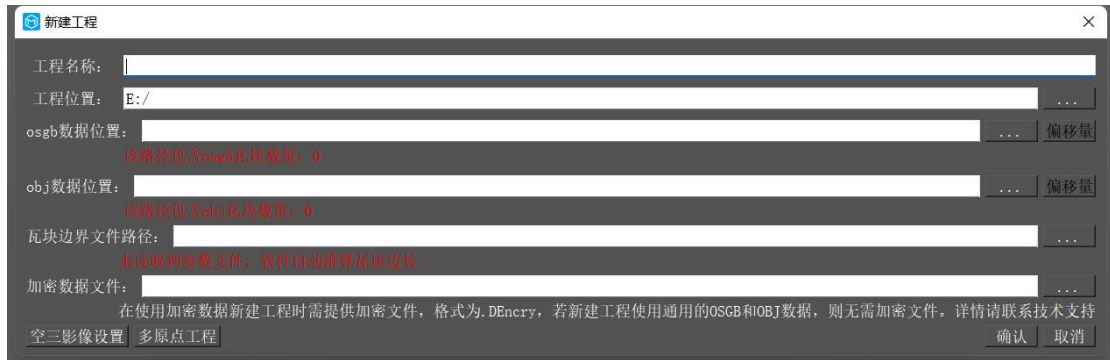 新建工程
工程名称:
工程位置: E:/ ...
osgb数据位置: ... 偏移量
该路径包含osgb瓦块数量: 0
obj数据位置: ... 偏移量
该路径包含obj瓦块数量: 0
瓦块边界文件路径: ...
未读取到参数文件，软件自动推算瓦块边长
加密数据文件: ...
在使用加密数据新建工程时需提供加密文件，格式为.DEncry，若新建工程使用通用的OSGB和OBJ数据，则无需加密文件。详情请联系技术支持
空三影像设置 多原点工程 确认 取消